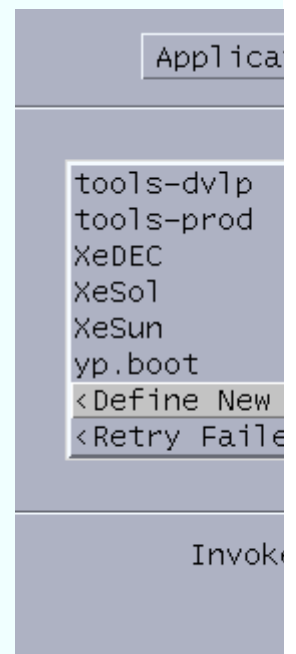 Applica
tools-dvlp
tools-prod
XeDEC
XeSol
XeSun
yp.boot
<Define New
<Retry Faile
Invoke